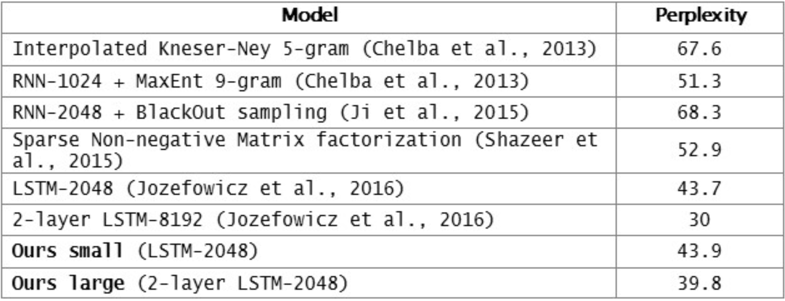 Model Perplexity
Interpolated Kneser-Ney 5-gram (Chelba et al., 2013) 67.6
RNN-1024 + MaxEnt 9-gram (Chelba et al., 2013) 51.3
RNN-2048 + BlackOut sampling (Ji et al., 2015) 68.3
Sparse Non-negative Matrix factorization (Shazeer et
al., 2015) 52.9
LSTM-2048 (Jozefowicz et al., 2016) 43.7
2-layer LSTM-8192 (Jozefowicz et al., 2016) 30
Ours small (LSTM-2048) 43.9
Ours large (2-layer LSTM-2048) 39.8